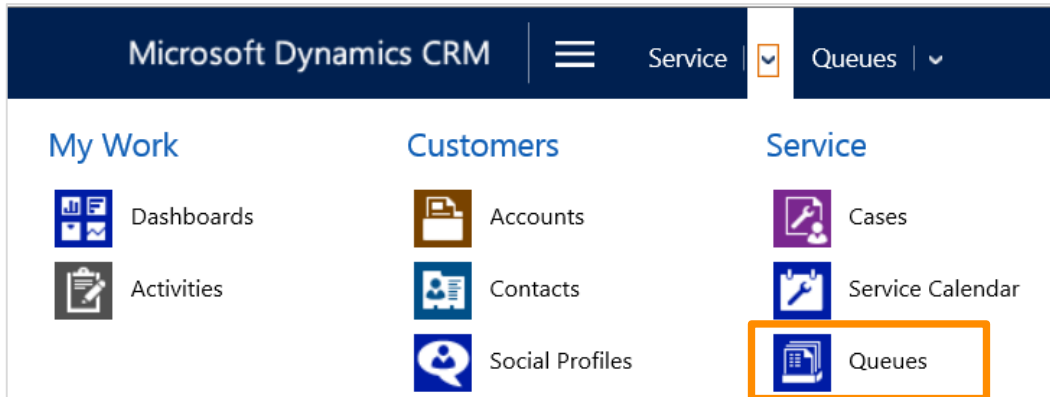 Microsoft Dynamics CRM Service Queues
My Work Customers Service
Dashboards Accounts Cases
Activities Contacts Service Calendar
Social Profiles Queues